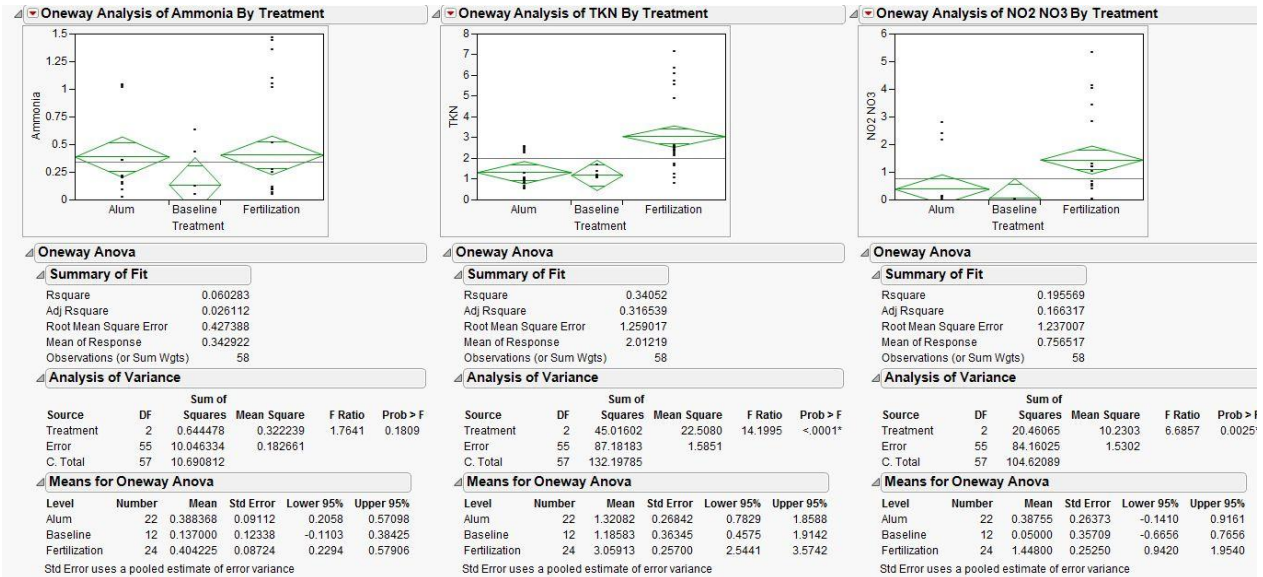 Oneway Analysis of Ammonia By Treatment
1.5
1.25
1
0.75
0.5
0.25
0
Ammonia
Alum Baseline Fertilization
Treatment
Oneway Anova
Summary of Fit
Rsquare 0.060283
Adj Rsquare 0.026112
Root Mean Square Error 0.427388
Mean of Response 0.342922
Observations (or Sum Wgts) 58
Analysis of Variance
Sum of
Source DF Squares Mean Square F Ratio Prob > F
Treatment 2 0.644478 0.322239 1.7641 0.1809
Error 55 10.046334 0.182661
C. Total 57 10.690812
Means for Oneway Anova
Level Number Mean Std Error Lower 95% Upper 95%
Alum 22 0.388368 0.09112 0.2058 0.57098
Baseline 12 0.137000 0.12338 -0.1103 0.38425
Fertilization 24 0.404225 0.08724 0.2294 0.57906
Std Error uses a pooled estimate of error variance
Oneway Analysis of TKN By Treatment
8
7
6
5
4
3
2
1
0
TKN
Alum Baseline Fertilization
Treatment
Oneway Anova
Summary of Fit
Rsquare 0.34052
Adj Rsquare 0.316539
Root Mean Square Error 1.259017
Mean of Response 2.01219
Observations (or Sum Wgts) 58
Analysis of Variance
Sum of
Source DF Squares Mean Square F Ratio Prob > F
Treatment 2 45.01602 22.5080 14.1995 <.0001*
Error 55 87.18183 1.5851
C. Total 57 132.19785
Means for Oneway Anova
Level Number Mean Std Error Lower 95% Upper 95%
Alum 22 1.32082 0.26842 0.7829 1.8588
Baseline 12 1.18583 0.36345 0.4575 1.9142
Fertilization 24 3.05913 0.25700 2.5441 3.5742
Std Error uses a pooled estimate of error variance
Oneway Analysis of NO2 NO3 By Treatment
6
5
4
3
2
1
0
NO2 NO3
Alum Baseline Fertilization
Treatment
Oneway Anova
Summary of Fit
Rsquare 0.195569
Adj Rsquare 0.166317
Root Mean Square Error 1.237007
Mean of Response 0.756517
Observations (or Sum Wgts) 58
Analysis of Variance
Sum of
Source DF Squares Mean Square F Ratio Prob > F
Treatment 2 20.46065 10.2303 6.6857 0.0025*
Error 55 84.16025 1.5302
C. Total 57 104.62089
Means for Oneway Anova
Level Number Mean Std Error Lower 95% Upper 95%
Alum 22 0.38755 0.26373 -0.1410 0.9161
Baseline 12 0.05000 0.35709 -0.6656 0.7656
Fertilization 24 1.44800 0.25250 0.9420 1.9540
Std Error uses a pooled estimate of error variance